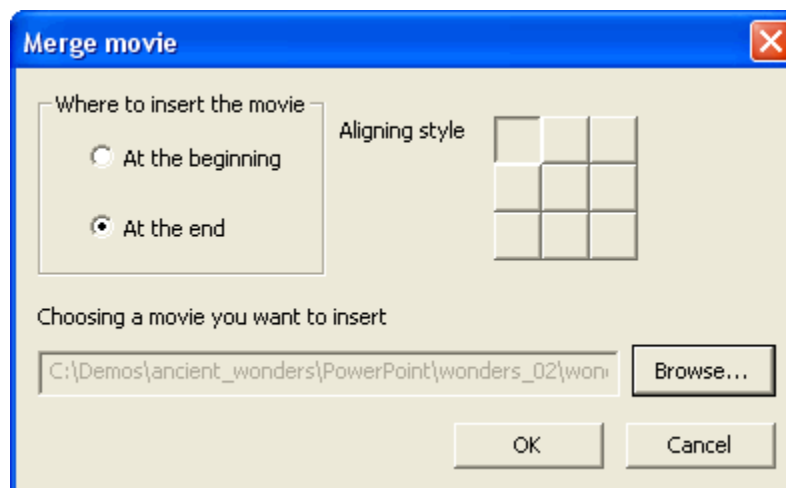 Merge movie
Where to insert the movie
Aligning style
At the beginning
At the end
Choosing a movie you want to insert
C:\Demos\ancient_wonders\PowerPoint\wonders_02\won
Browse...
OK
Cancel